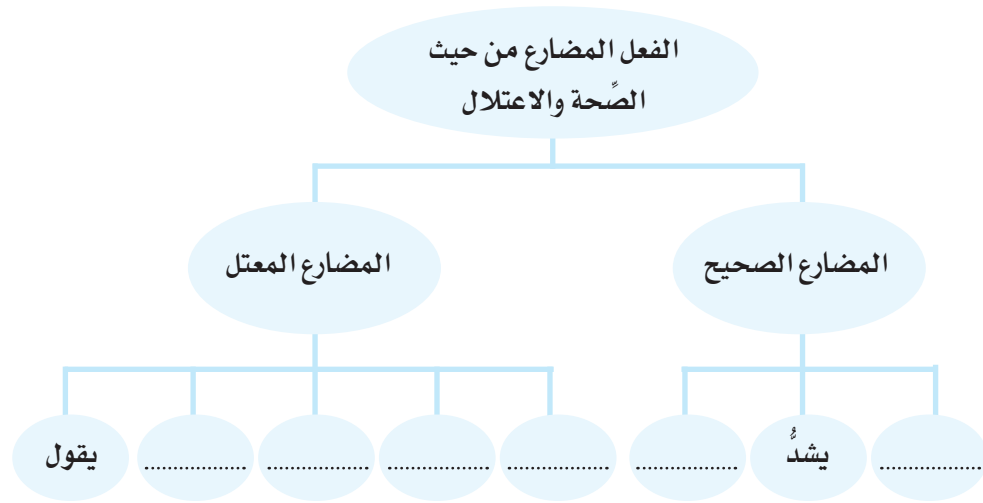 الفعل المضارع من حيث
الصِّحة والاعتلال
المضارع الصحيح
المضارع المعتل
.................. يشدُّ .................. .................. .................. .................. .................. يقول